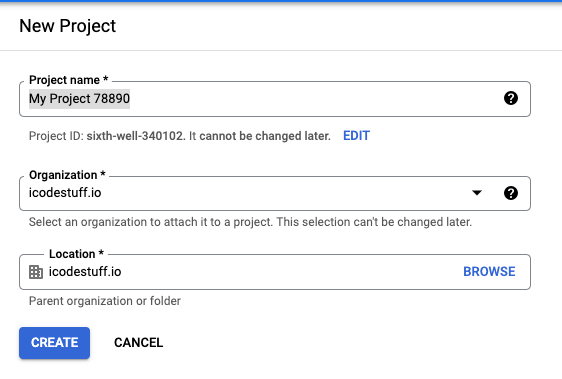 New Project
Project name *
My Project 78890
Project ID: sixth-well-340102. It cannot be changed later. EDIT
Organization *
icodestuff.io
Select an organization to attach it to a project. This selection can't be changed later.
Location *
icodestuff.io BROWSE
Parent organization or folder
CREATE CANCEL